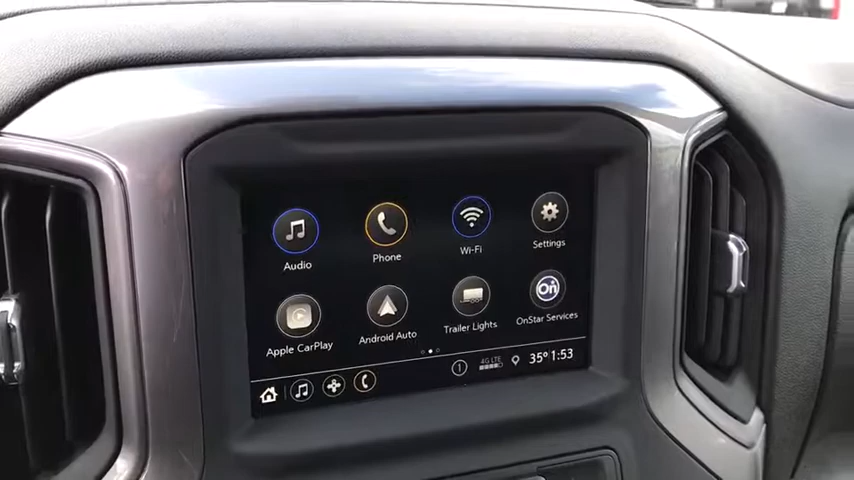 Audio
Phone
Wi-Fi
Settings
Apple CarPlay
Android Auto
Trailer Lights
On
OnStar Services
1
4G LTE
35° 1:53